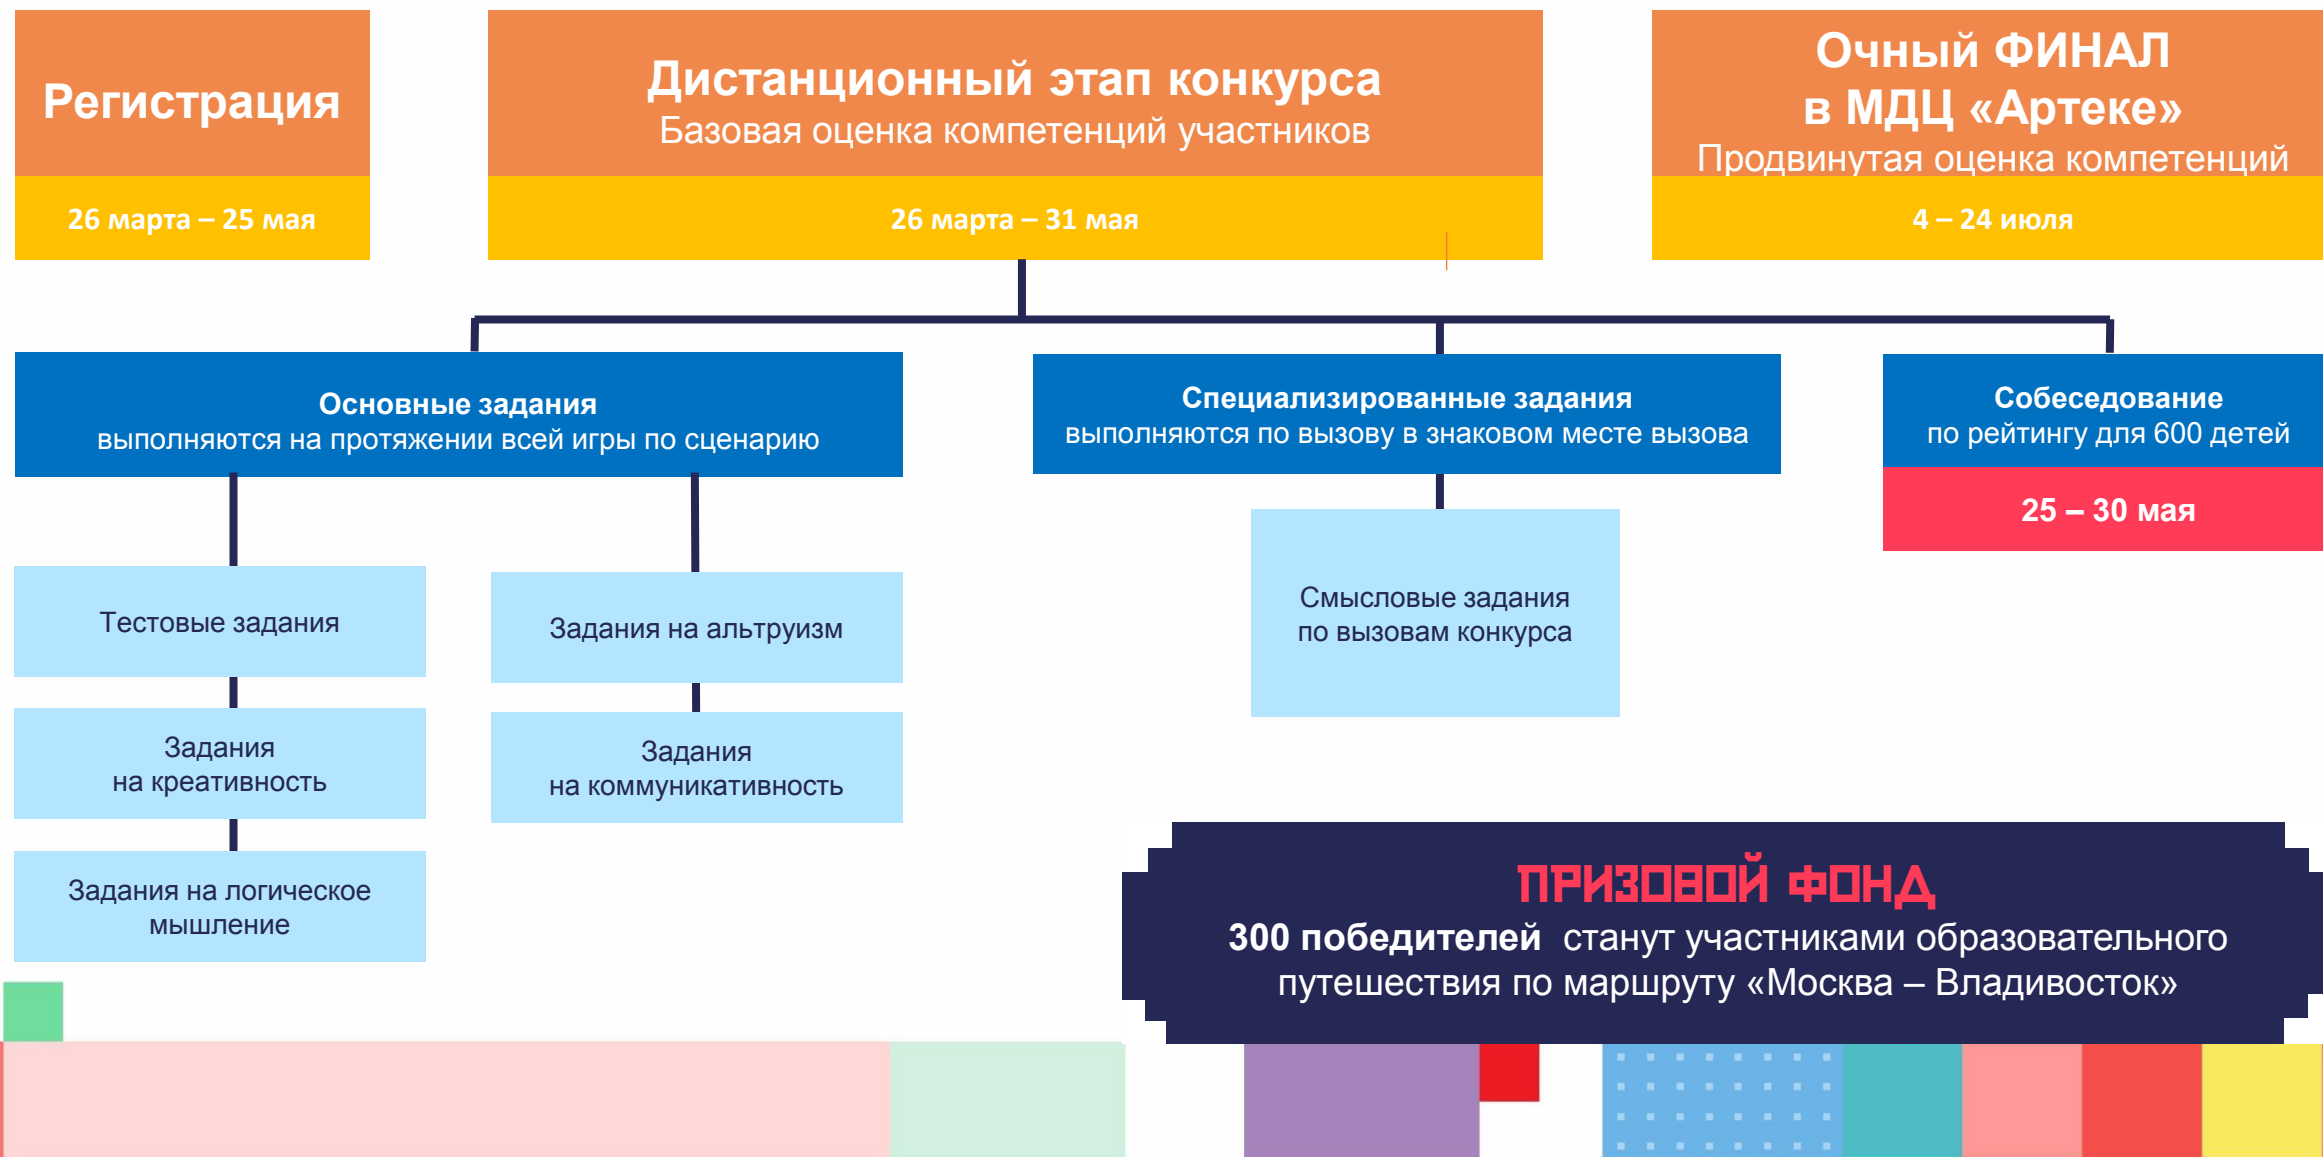 Регистрация
26 марта – 25 мая
Дистанционный этап конкурса
Базовая оценка компетенций участников
26 марта – 31 мая
Очный ФИНАЛ
в МДЦ «Артеке»
Продвинутая оценка компетенций
4 – 24 июля
Основные задания
выполняются на протяжении всей игры по сценарию
Специализированные задания
выполняются по вызову в знаковом месте вызова
Собеседование
по рейтингу для 600 детей
25 – 30 мая
Тестовые задания
Задания
на креативность
Задания на логическое
мышление
Задания на альтруизм
Задания
на коммуникативность
Смысловые задания
по вызовам конкурса
ПРИЗОВОЙ ФОНД
300 победителей станут участниками образовательного
путешествия по маршруту «Москва – Владивосток»